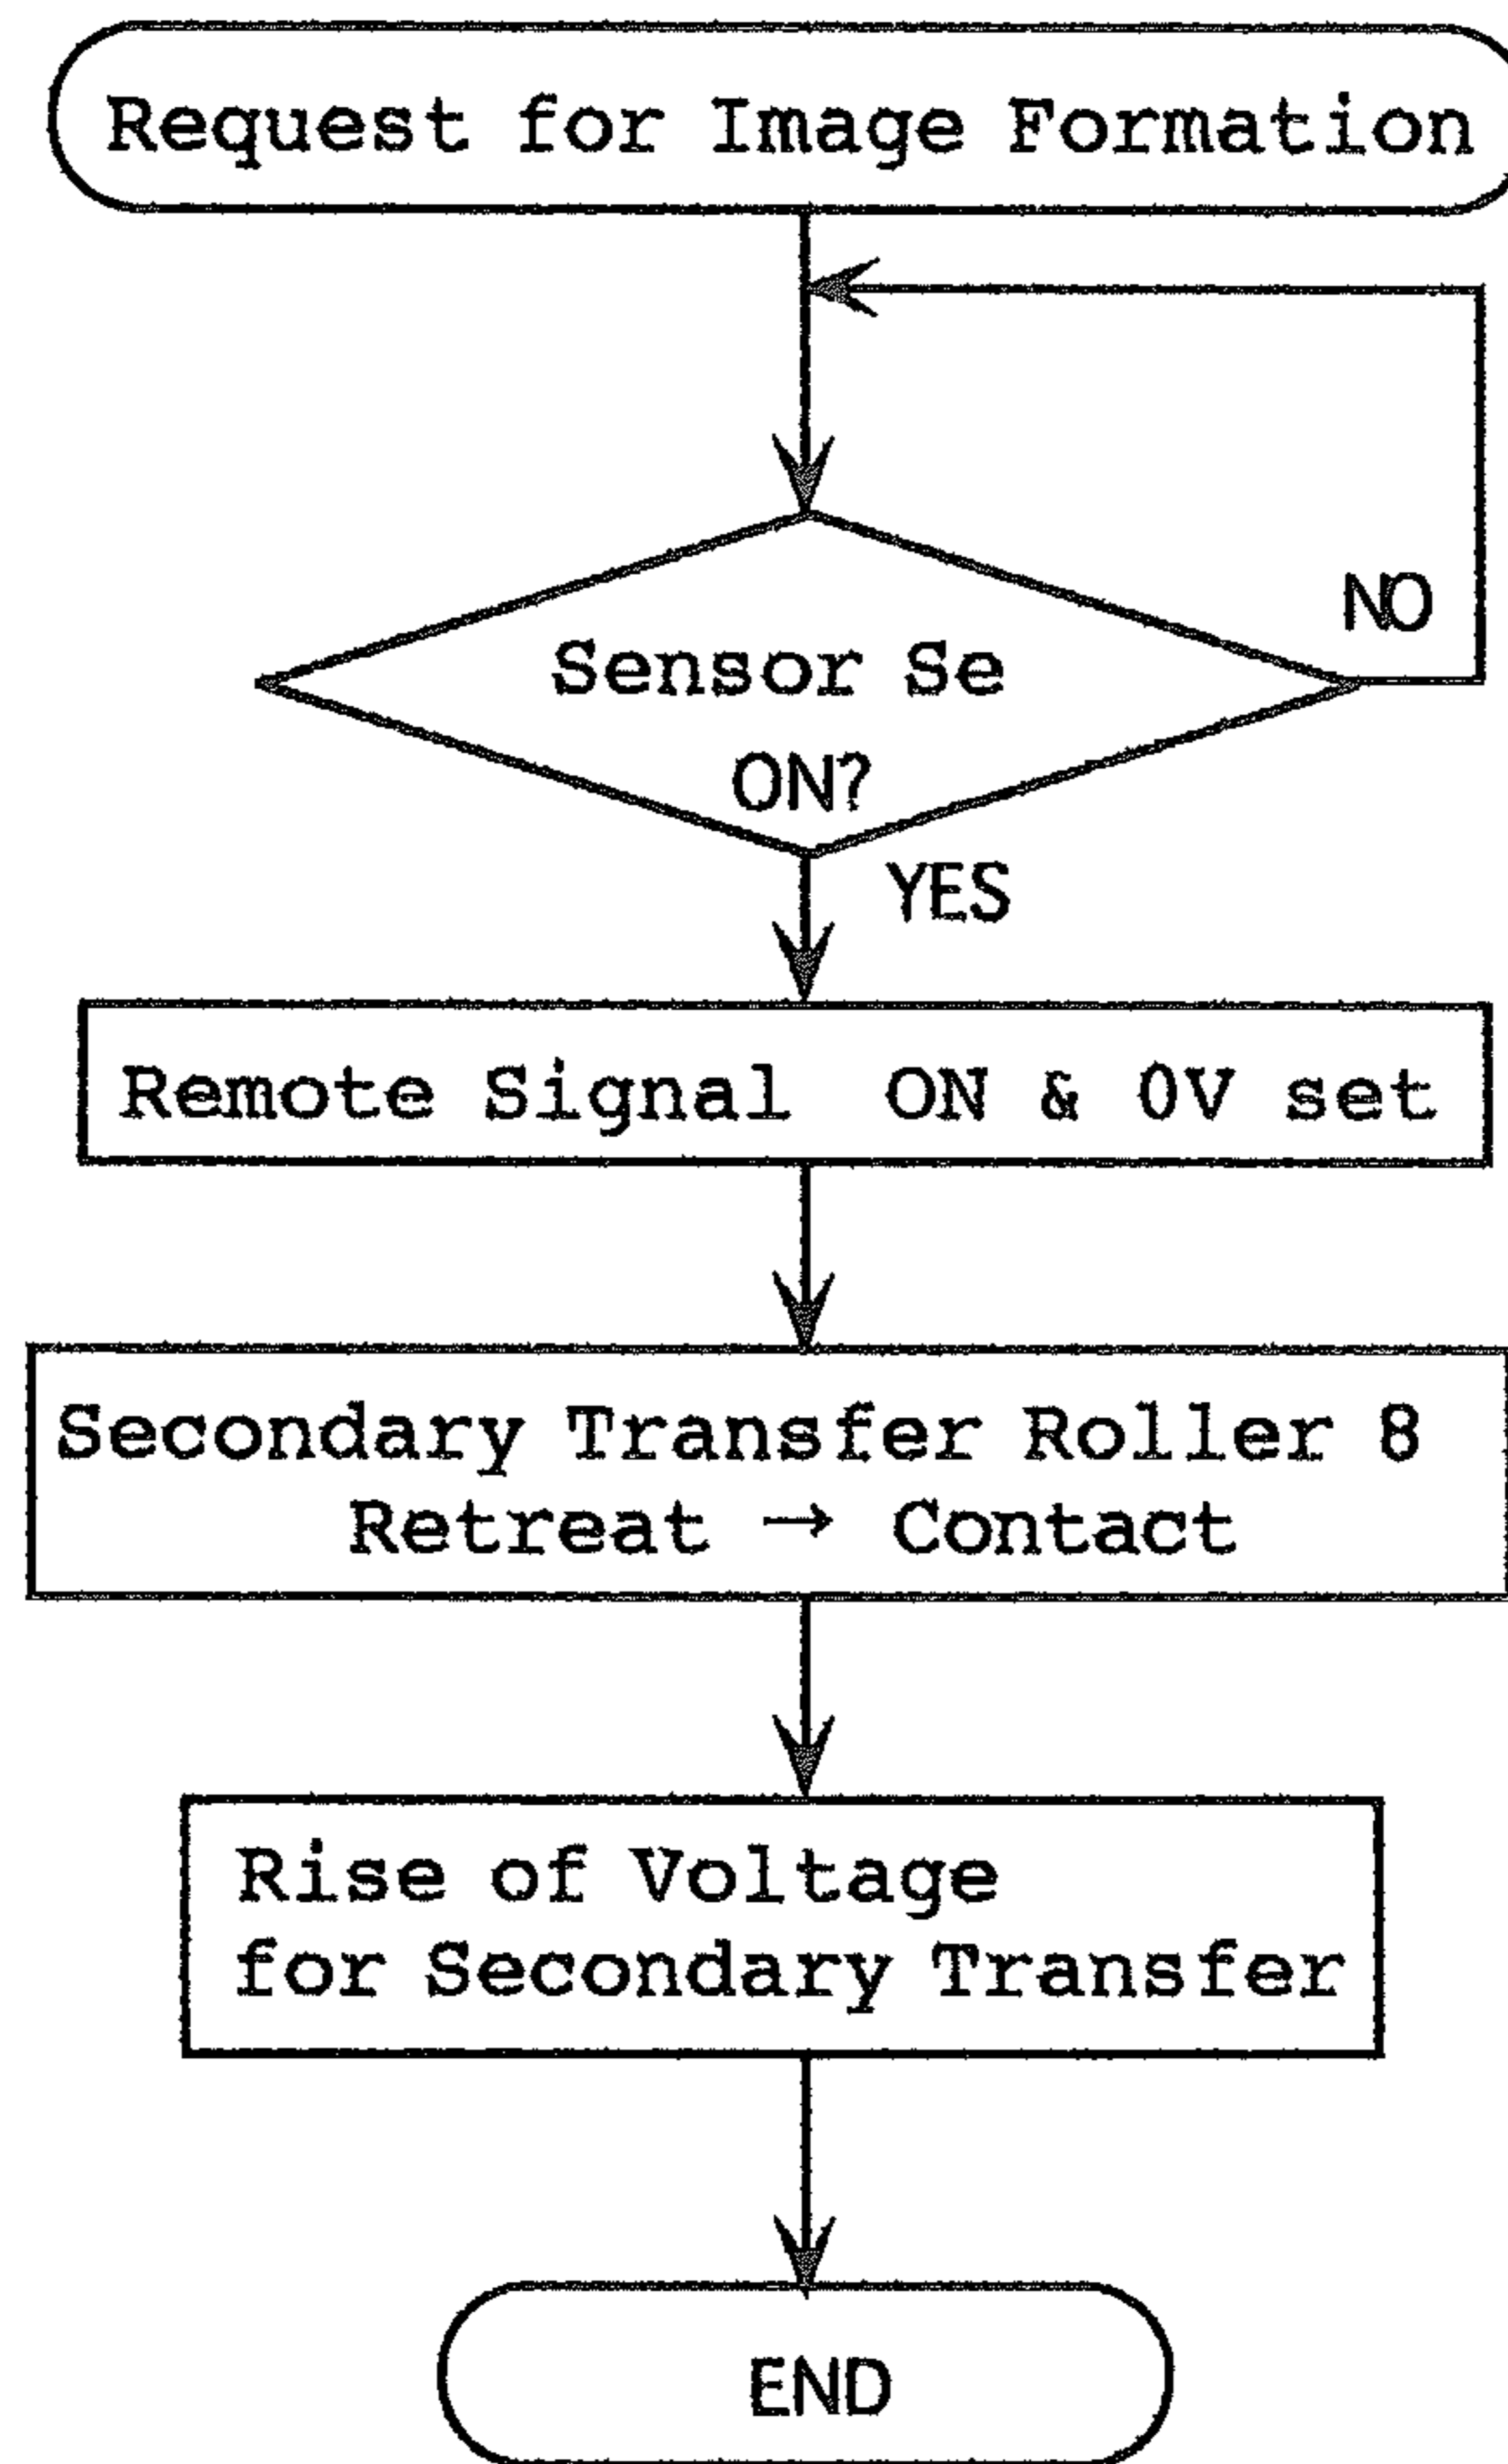 Request for Image Formation
NO
Sensor Se
ON?
YES
Remote Signal ON & 0V set
Secondary Transfer Roller 8
Retreat → Contact
Rise of Voltage
for Secondary Transfer
END